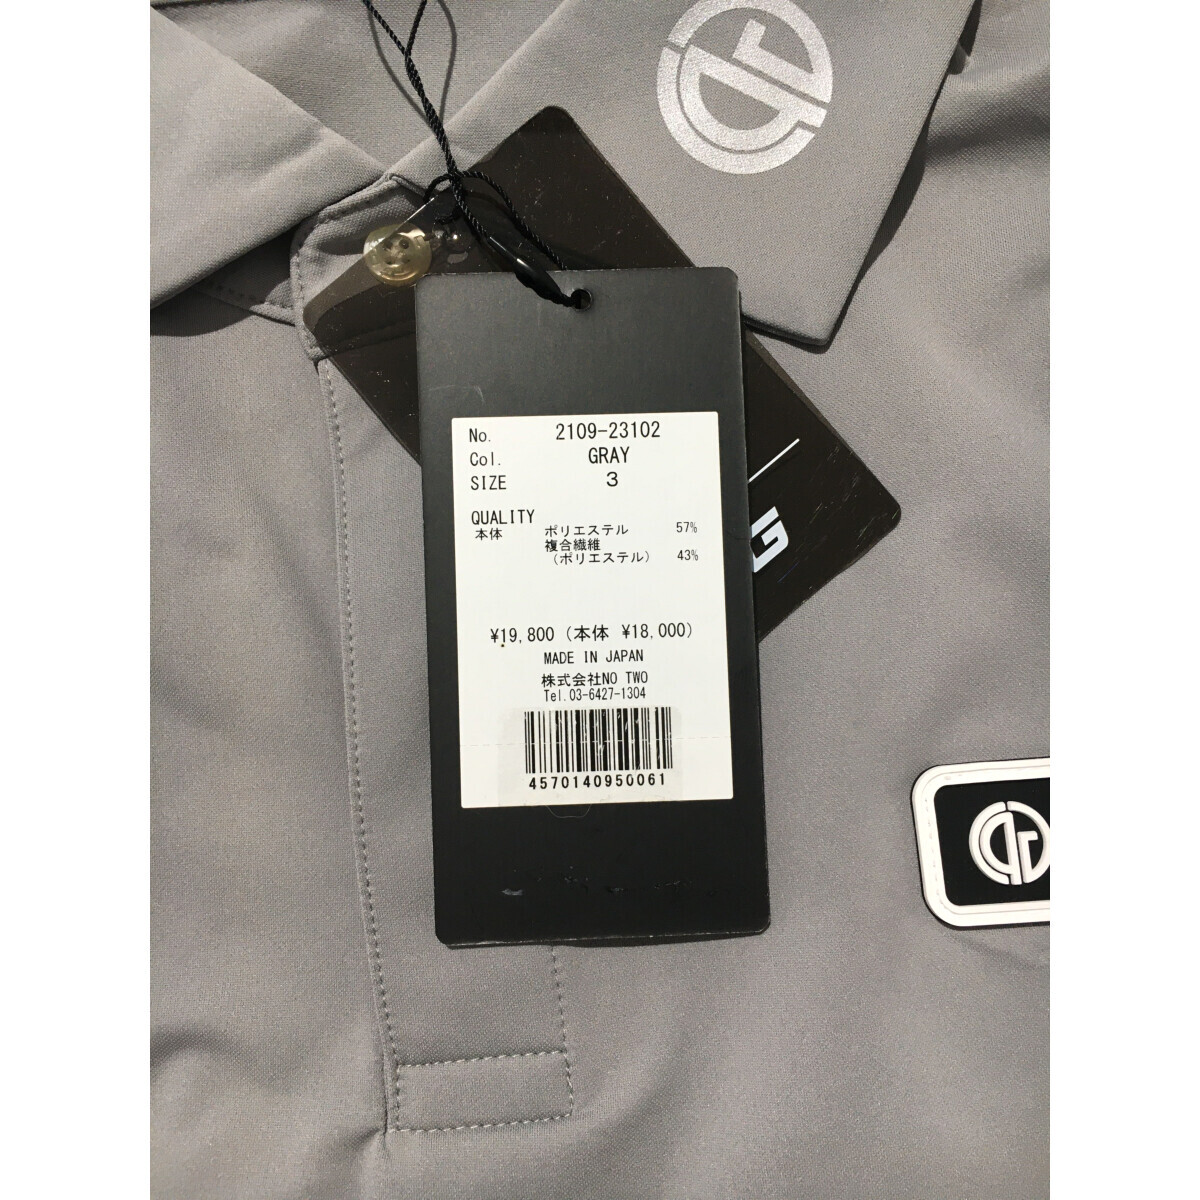 No. 2109-23102
Col. GRAY
SIZE 3
QUALITY
本体 ポリエステル 57%
複合繊維
(ポリエステル) 43%
¥19,800 (本体 ¥18,000)
MADE IN JAPAN
株式会社NO TWO
Tel.03-6427-1304
4570140950061
G